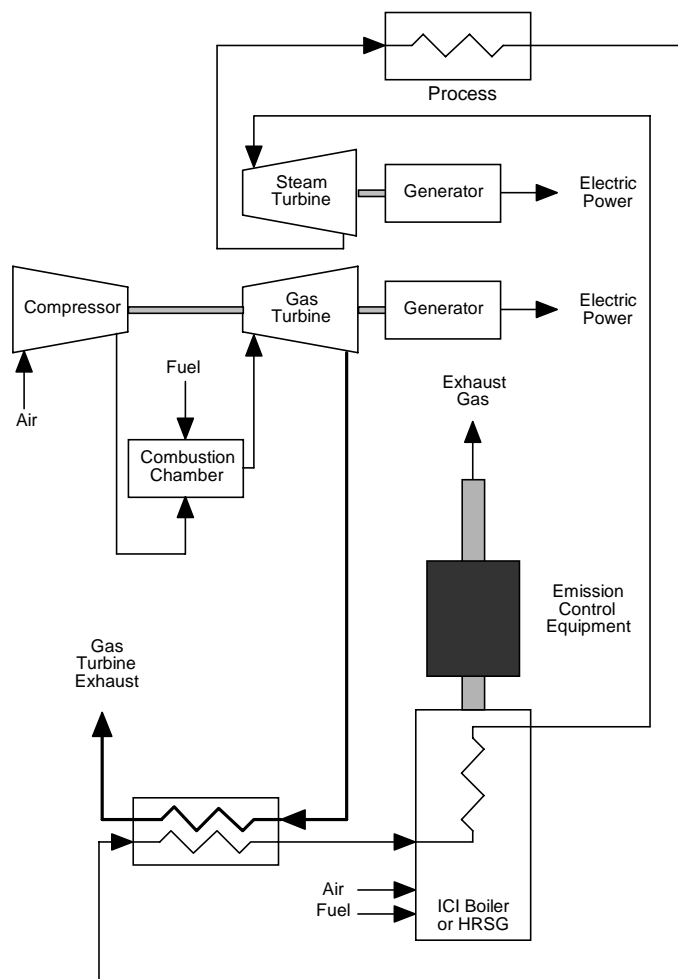 Process
Steam
Turbine
Generator
Electric
Power
Compressor
Gas
Turbine
Generator
Electric
Power
Air
Fuel
Combustion
Chamber
Exhaust
Gas
Emission
Control
Equipment
Gas
Turbine
Exhaust
Air
Fuel
ICI Boiler
or HRSG